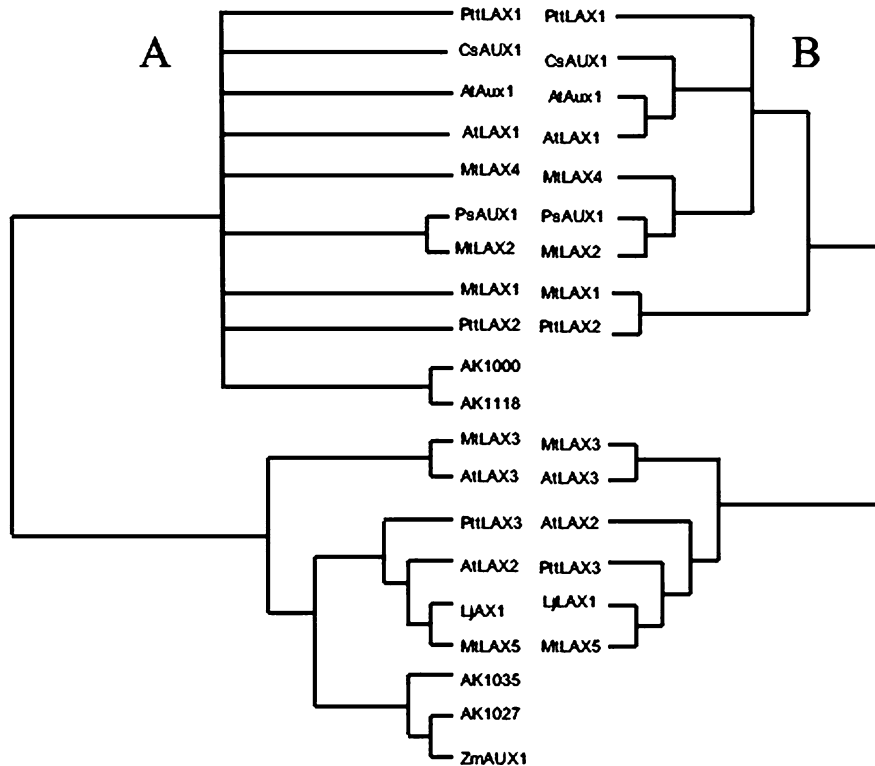 A
B
PttLAX1
CsAUX1
AtAux1
AtLAX1
MtLAX4
PsAUX1
MtLAX2
MtLAX1
PttLAX2
AK1000
AK1118
MtLAX3
AtLAX3
PttLAX3
AtLAX2
LjAX1
MtLAX5
AK1035
AK1027
ZmAUX1
PttLAX1
CsAUX1
AtAux1
AtLAX1
MtLAX4
PsAUX1
MtLAX2
MtLAX1
PttLAX2
MtLAX3
AtLAX3
AtLAX2
PttLAX3
LjLAX1
MtLAX5